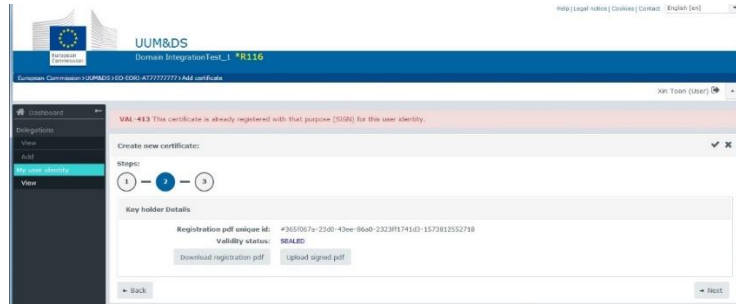 Help | Legal notice | Cookies | Contact English [en]
European
Commission
UUM&DS
Domain IntegrationTest_1 *R116
European Commission > UUM&DS > EO-EORI-AT77777777 > Add certificate
Xin Toon (User)
Dashboard
Delegations
View
Add
My user identity
View
VAL-413 This certificate is already registered with that purpose (SIGN) for this user identity.
Create new certificate:
Steps:
1 2 3
Key holder Details
Registration pdf unique id: #365f067a-23d0-43ee-86a0-2323ff1741d3-1573812552718
Validity status: SEALED
Download registration pdf Upload signed pdf
Back Next